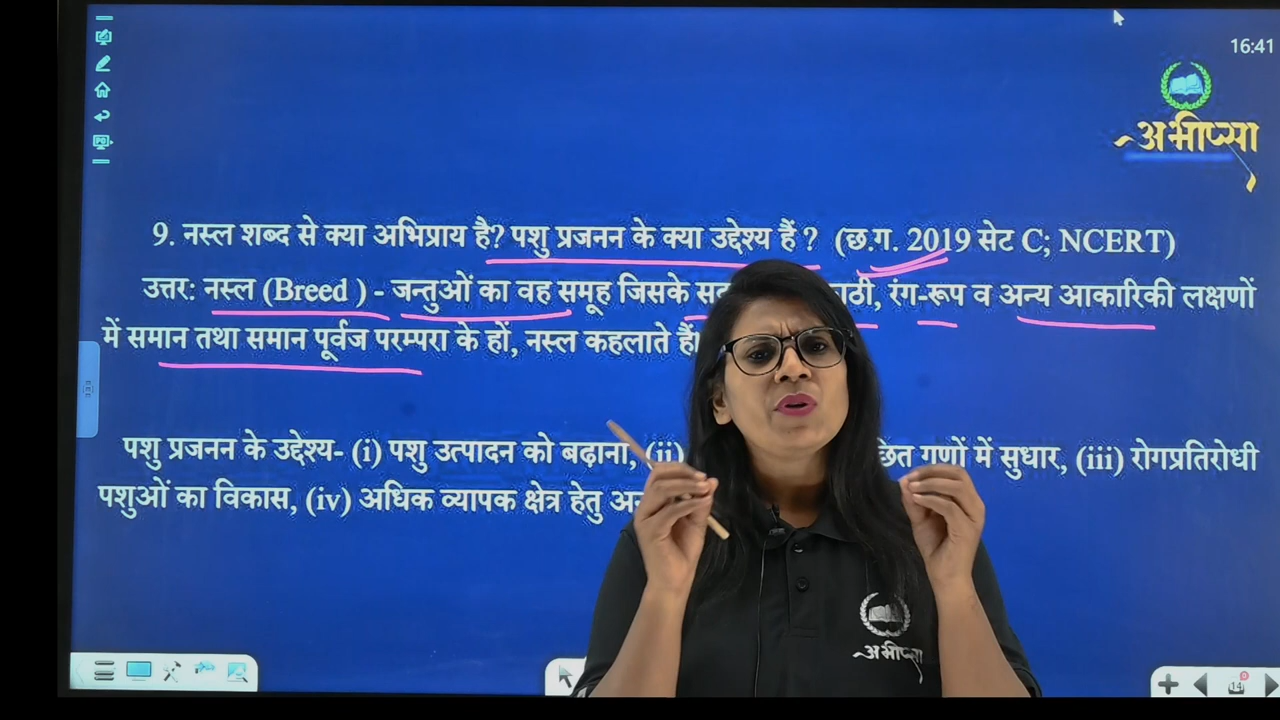 16:41
अभीप्सा
9. नस्ल शब्द से क्या अभिप्राय है? पशु प्रजनन के क्या उद्देश्य हैं ? (छ.ग. 2019 सेट C; NCERT)
उत्तर: नस्ल (Breed ) - जन्तुओं का वह समूह जिसके रंग-रूप व अन्य आकारिकी लक्षणों
में समान तथा समान पूर्वज परम्परा के हों, नस्ल कहलाते हैं।
पशु प्रजनन के उद्देश्य- (i) पशु उत्पादन को बढ़ाना, (ii) गुणों में सुधार, (iii) रोगप्रतिरोधी
पशुओं का विकास, (iv) अधिक व्यापक क्षेत्र हेतु
अभीप्सा
14